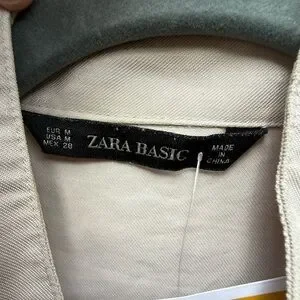 EUR M
USA M
MEX 28
ZARA BASIC
MADE
IN
CHINA